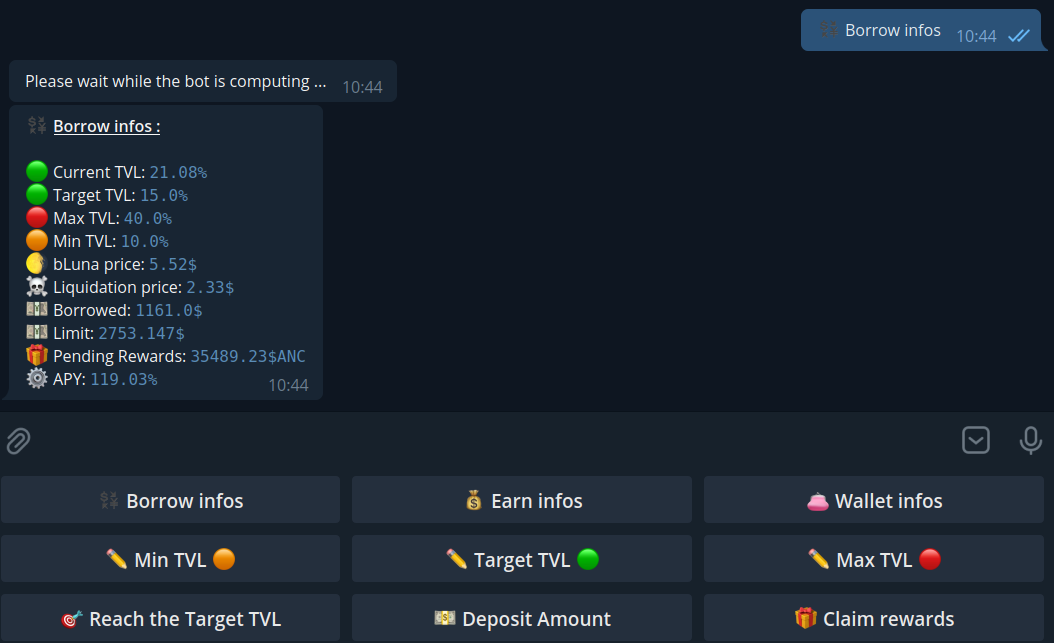 Borrow infos 10:44
Please wait while the bot is computing ... 10:44
Borrow infos :
Current TVL: 21.08%
Target TVL: 15.0%
Max TVL: 40.0%
Min TVL: 10.0%
bLuna price: 5.52$
Liquidation price: 2.33$
Borrowed: 1161.0$
Limit: 2753.147$
Pending Rewards: 35489.23$ANC
APY: 119.03% 10:44
Borrow infos
Earn infos
Wallet infos
Min TVL
Target TVL
Max TVL
Reach the Target TVL
Deposit Amount
Claim rewards